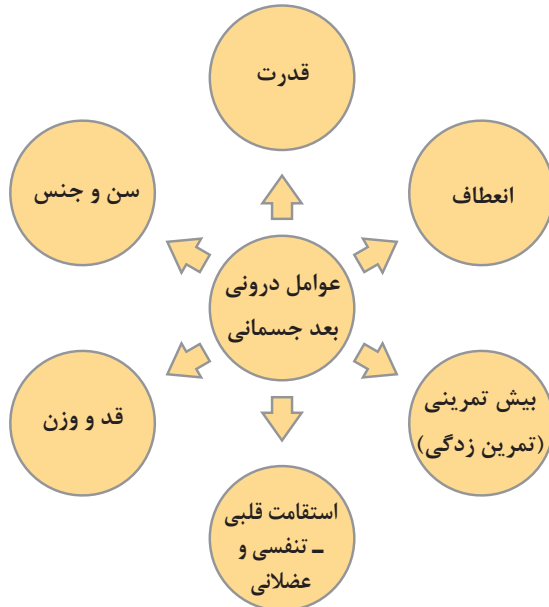 قدرت
انعطاف
سن و جنس
عوامل درونی
بعد جسمانی
بیش تمرینی
(تمرین زدگی)
قد و وزن
استقامت قلبی
ـ تنفسی و
عضلانی